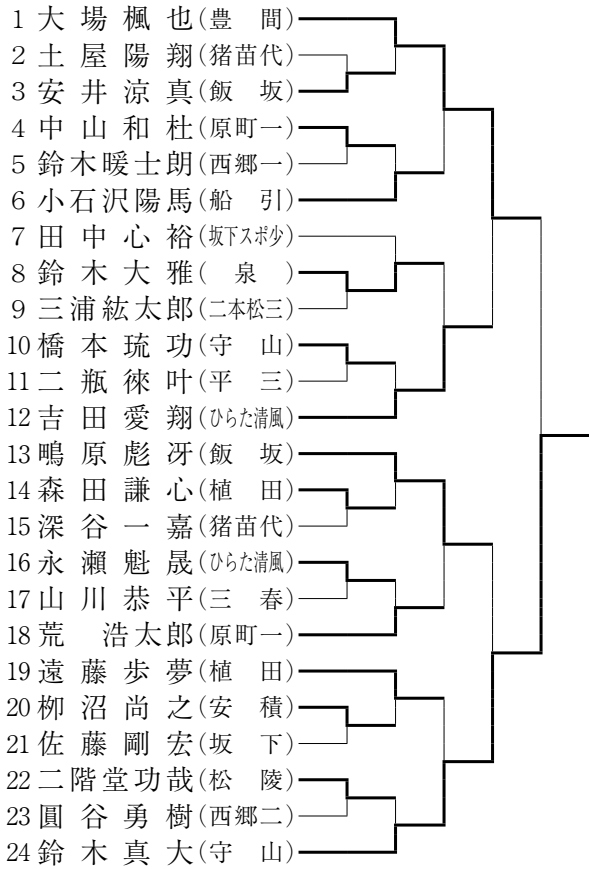 1 大場楓也(豊間)
2 土屋陽翔(猪苗代)
3 安井涼真(飯坂)
4 中山和杜(原町一)
5 鈴木暖士朗(西郷一)
6 小石沢陽馬(船引)
7 田中心裕(坂下スポ少)
8 鈴木大雅(泉)
9 三浦紘太郎(二本松三)
10 橋本琉功(守山)
11 二瓶徠叶(平三)
12 吉田愛翔(ひらた清風)
13 鴫原彪冴(飯坂)
14 森田謙心(植田)
15 深谷一嘉(猪苗代)
16 永瀬魁晟(ひらた清風)
17 山川恭平(三春)
18 荒浩太郎(原町一)
19 遠藤歩夢(植田)
20 栁沼尚之(安積)
21 佐藤剛宏(坂下)
22 二階堂功哉(松陵)
23 圓谷勇樹(西郷二)
24 鈴木真大(守山)